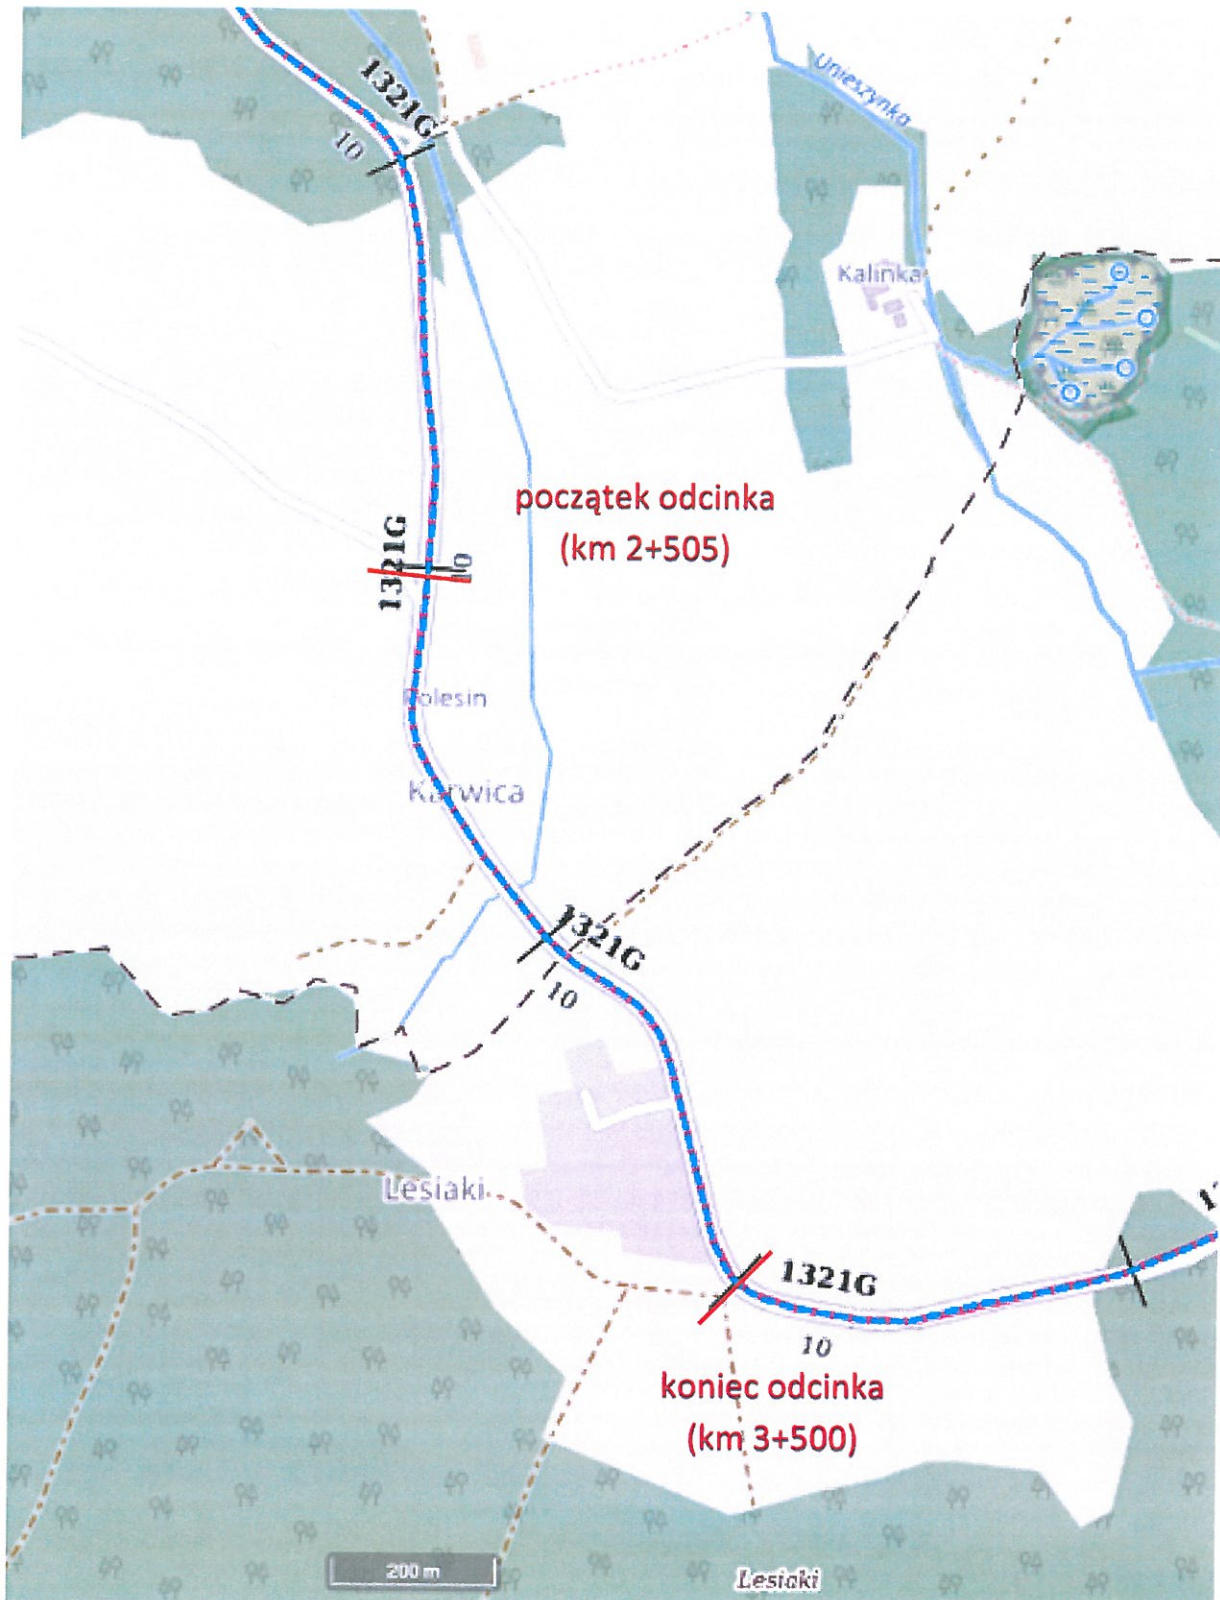 1321G
10
Unieszynka
Kalinka
początek odcinka
(km 2+505)
1321G
10
Polesin
Karwica
1321G
10
Lesiaki
1321G
10
koniec odcinka
(km 3+500)
200 m
Lesiaki